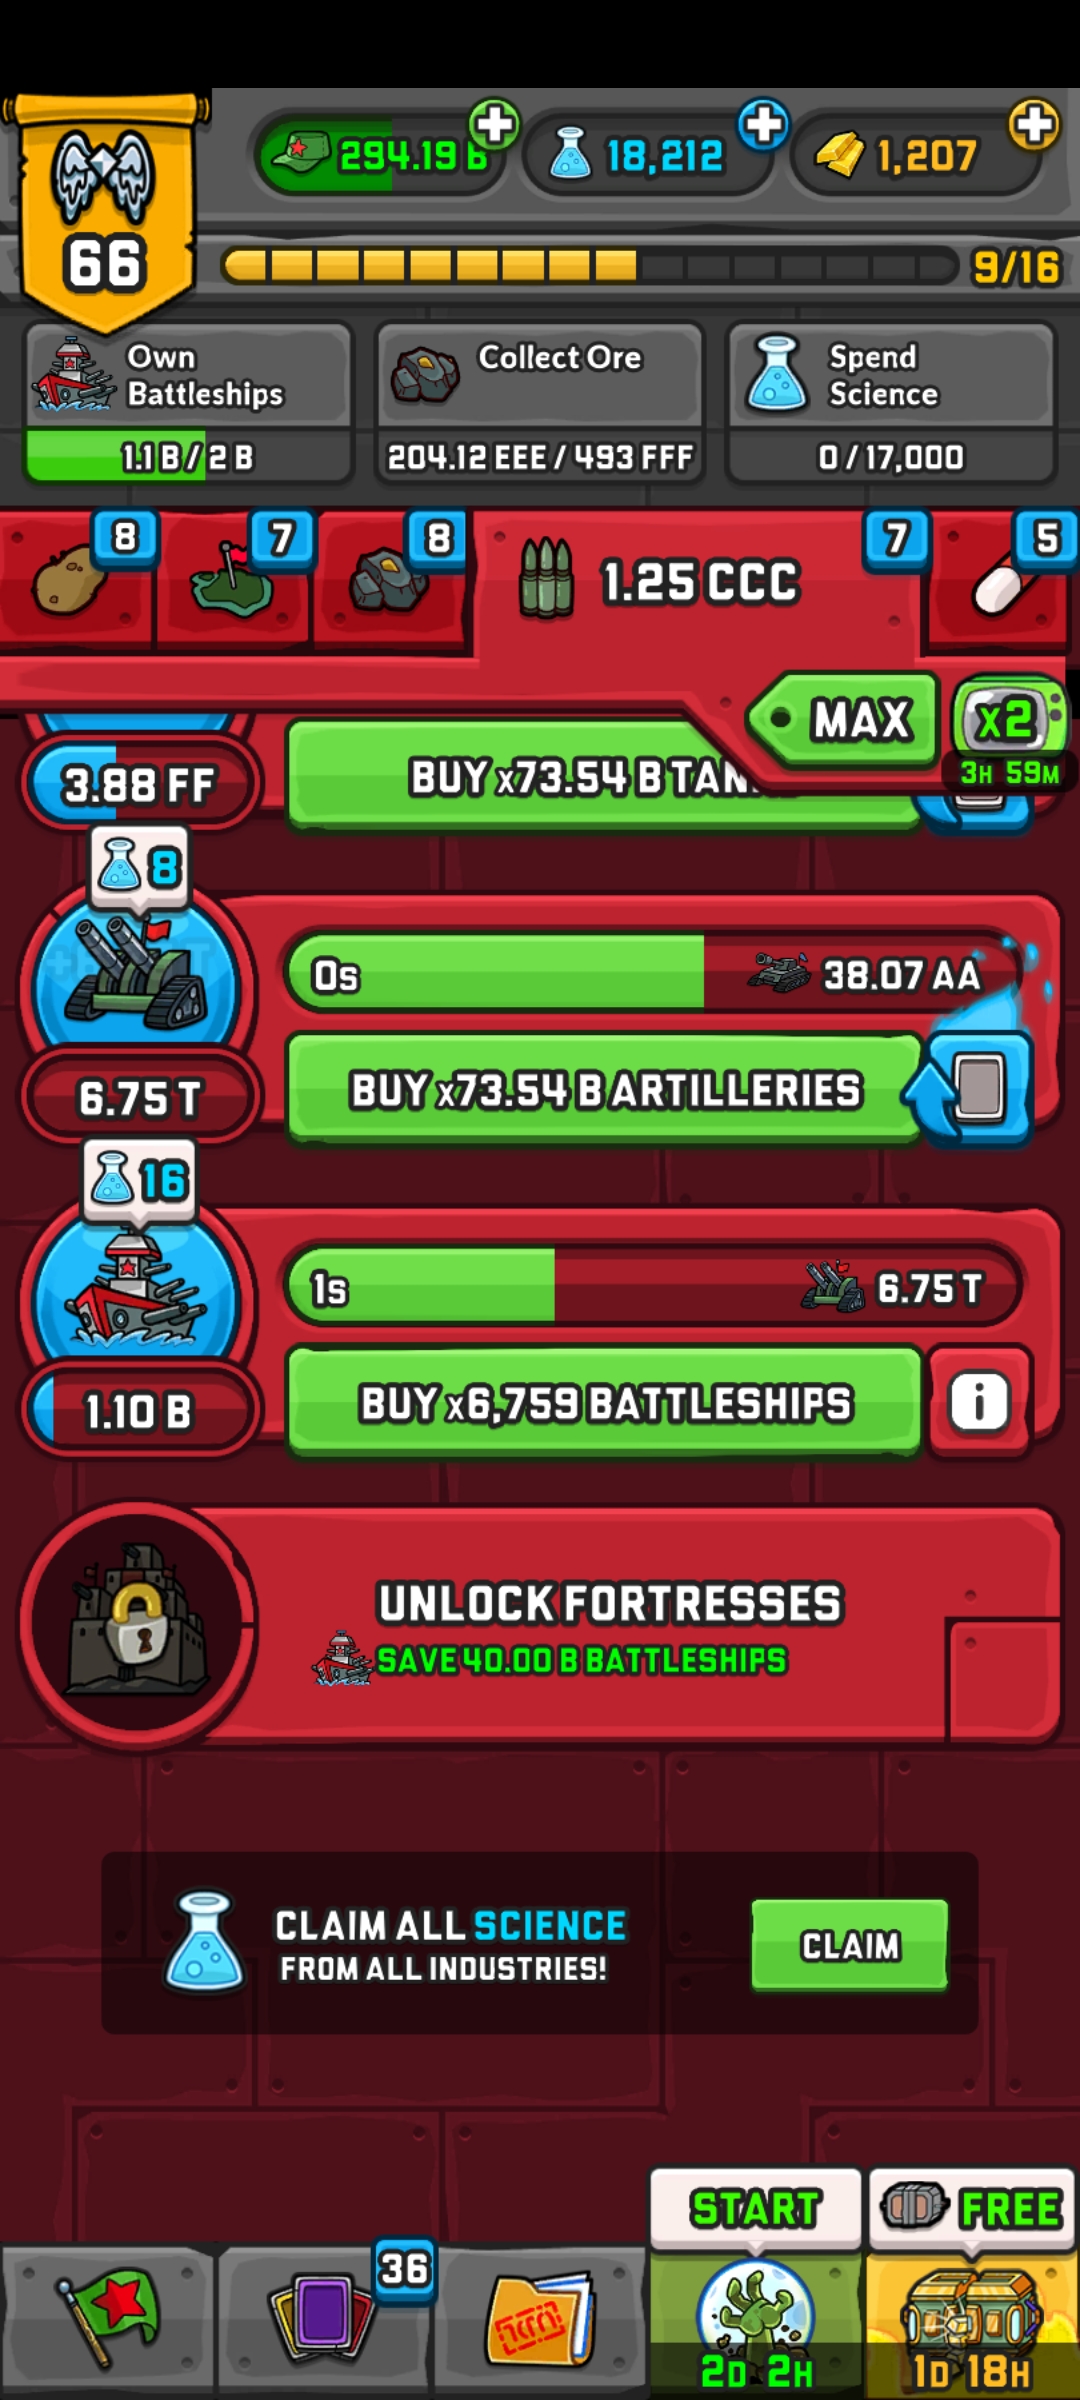 294.19 B
18,212
1,207
66
9/16
Own
Battleships
1.1 B / 2 B
Collect Ore
204.12 EEE / 493 FFF
Spend
Science
0 / 17,000
8
7
8
1.25 CCC
7
5
MAX
x2
3H 59M
3.88 FF
BUY x73.54 B TAN
8
0s
38.07 AA
6.75 T
BUY x73.54 B ARTILLERIES
16
1s
6.75 T
1.10 B
BUY x6,759 BATTLESHIPS
i
UNLOCK FORTRESSES
SAVE 40.00 B BATTLESHIPS
CLAIM ALL SCIENCE
FROM ALL INDUSTRIES!
CLAIM
START
FREE
36
2D 2H
1D 18H